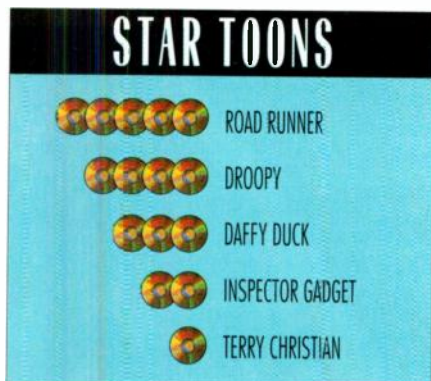 STAR TOONS
ROAD RUNNER
DROOPY
DAFFY DUCK
INSPECTOR GADGET
TERRY CHRISTIAN